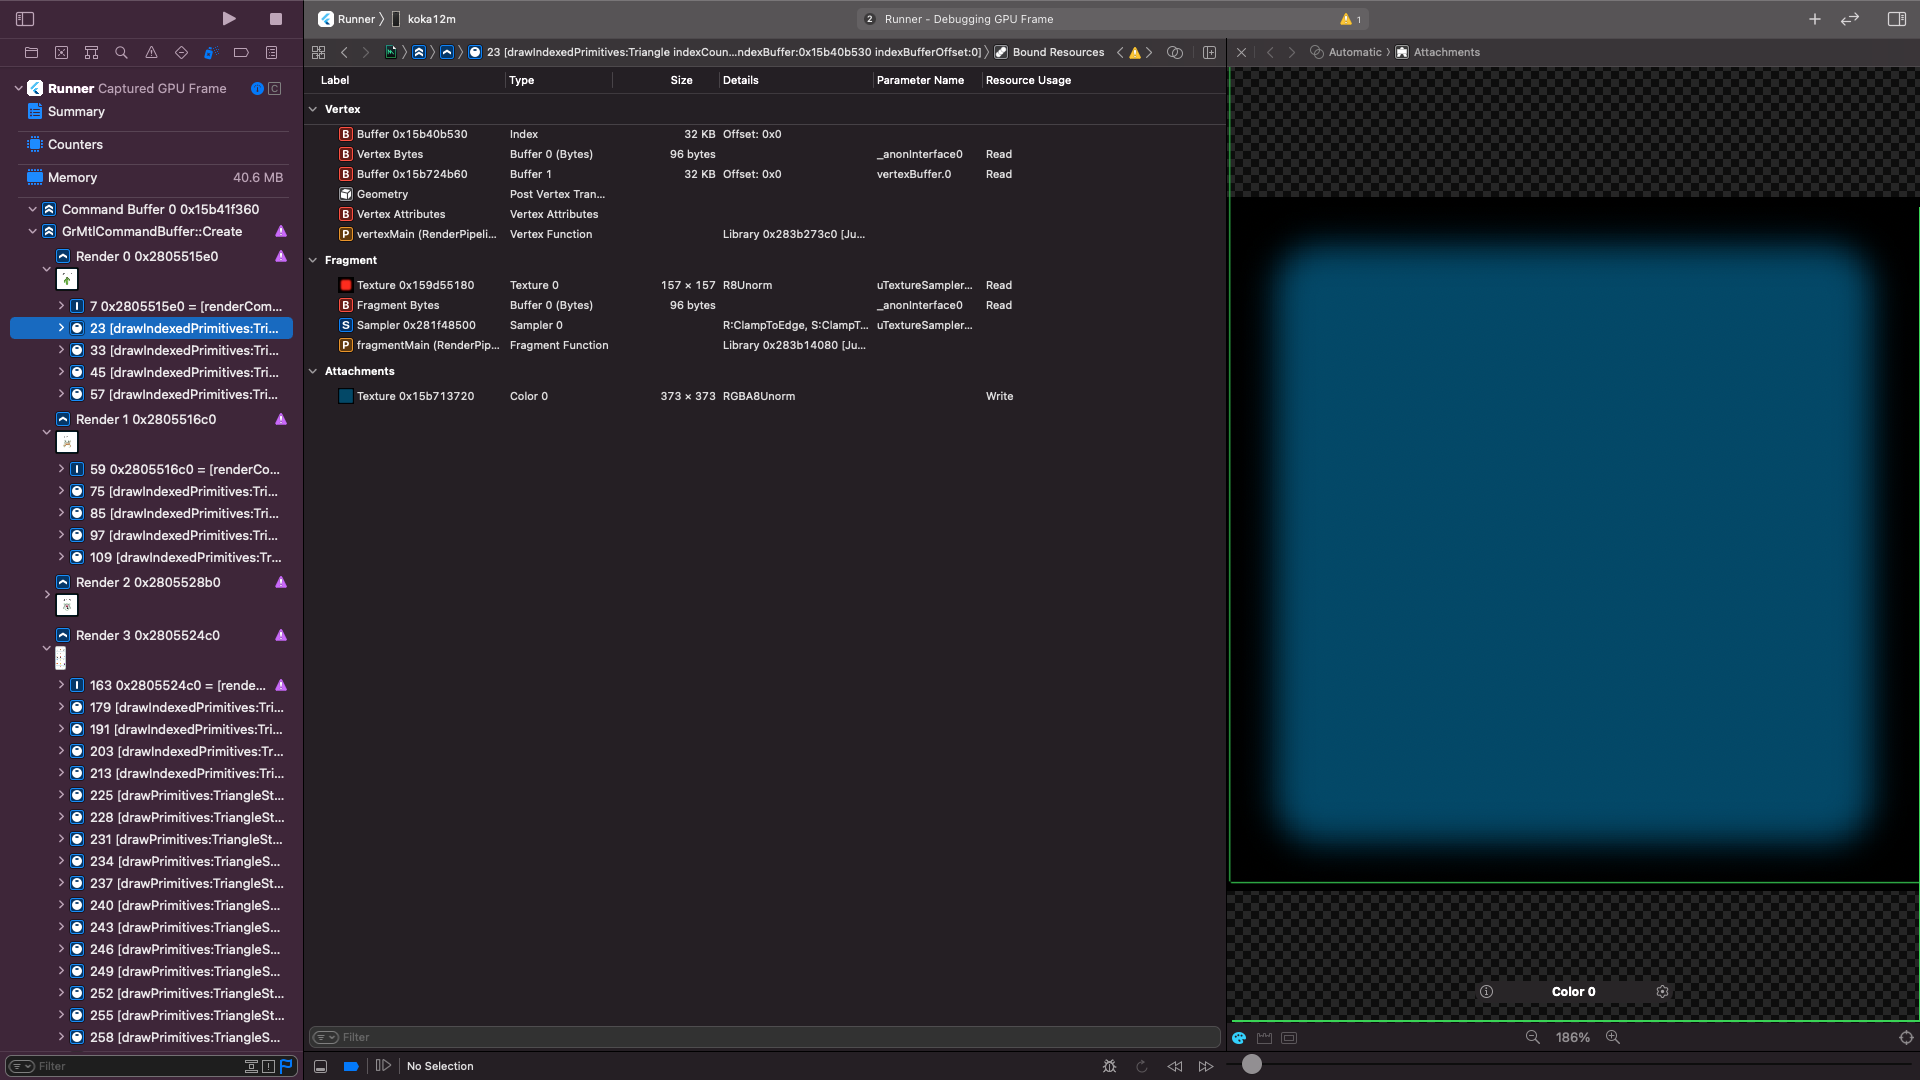 Runner koka12m
2 Runner - Debugging GPU Frame 1
23 [drawIndexedPrimitives:Triangle indexCoun...ndexBuffer:0x15b40b530 indexBufferOffset:0] Bound Resources
Automatic Attachments
Runner Captured GPU Frame C
Summary
Counters
Memory 40.6 MB
Command Buffer 0 0x15b41f360
GrMtlCommandBuffer::Create
Render 0 0x2805515e0
7 0x2805515e0 = [renderCom...
23 [drawIndexedPrimitives:Tri...
33 [drawIndexedPrimitives:Tri...
45 [drawIndexedPrimitives:Tri...
57 [drawIndexedPrimitives:Tri...
Render 1 0x2805516c0
59 0x2805516c0 = [renderCo...
75 [drawIndexedPrimitives:Tri...
85 [drawIndexedPrimitives:Tri...
97 [drawIndexedPrimitives:Tri...
109 [drawIndexedPrimitives:Tr...
Render 2 0x2805528b0
Render 3 0x2805524c0
163 0x2805524c0 = [rende...
179 [drawIndexedPrimitives:Tri...
191 [drawIndexedPrimitives:Tri...
203 [drawIndexedPrimitives:Tr...
213 [drawIndexedPrimitives:Tri...
225 [drawPrimitives:TriangleSt...
228 [drawPrimitives:TriangleSt...
231 [drawPrimitives:TriangleSt...
234 [drawPrimitives:TriangleS...
237 [drawPrimitives:TriangleSt...
240 [drawPrimitives:TriangleS...
243 [drawPrimitives:TriangleS...
246 [drawPrimitives:TriangleS...
249 [drawPrimitives:TriangleS...
252 [drawPrimitives:TriangleSt...
255 [drawPrimitives:TriangleSt...
258 [drawPrimitives:TriangleS...
Filter
Label Type Size Details Parameter Name Resource Usage
Vertex
B Buffer 0x15b40b530 Index 32 KB Offset: 0x0
B Vertex Bytes Buffer 0 (Bytes) 96 bytes _anonInterface0 Read
B Buffer 0x15b724b60 Buffer 1 32 KB Offset: 0x0 vertexBuffer.0 Read
Geometry Post Vertex Tran...
B Vertex Attributes Vertex Attributes
P vertexMain (RenderPipeli... Vertex Function Library 0x283b273c0 [Ju...
Fragment
Texture 0x159d55180 Texture 0 157 × 157 R8Unorm uTextureSampler... Read
B Fragment Bytes Buffer 0 (Bytes) 96 bytes _anonInterface0 Read
S Sampler 0x281f48500 Sampler 0 R:ClampToEdge, S:ClampT... uTextureSampler...
P fragmentMain (RenderPip... Fragment Function Library 0x283b14080 [Ju...
Attachments
Texture 0x15b713720 Color 0 373 × 373 RGBA8Unorm Write
Filter
No Selection
Color 0
186%